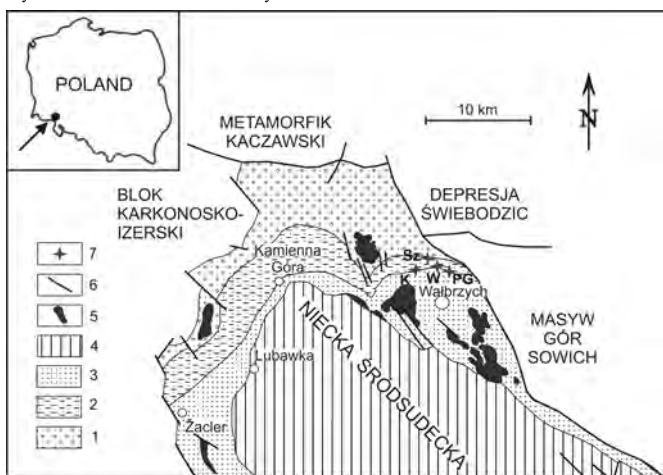 POLAND
10 km
N
METAMORFIK
KACZAWSKI
BLOK
KARKONOSKO-
IZERSKI
DEPRESJA
ŚWIEBODZIC
Kamienna
Góra
Sz
K
W
PG
Wałbrzych
MASYW
GÓR
SOWICH
NIECKA ŚRÓDSUDECKA
Lubawka
Žacler
7
6
5
4
3
2
1